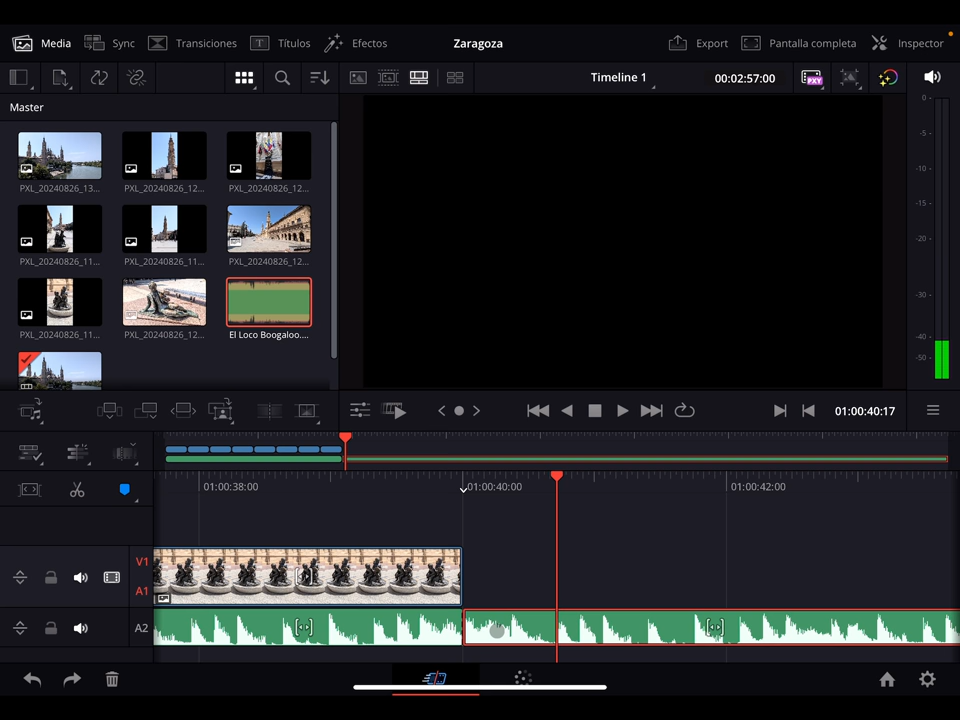 Media Sync Transiciones Títulos Efectos Zaragoza Export Pantalla completa Inspector
Timeline 1 00:02:57:00 PXY
Master
PXL_20240826_13... PXL_20240826_12... PXL_20240826_12...
PXL_20240826_11... PXL_20240826_11... PXL_20240826_12...
PXL_20240826_11... PXL_20240826_12... El Loco Boogaloo....
0
-5
-10
-15
-20
-30
-40
-50
01:00:40:17
01:00:38:00 01:00:40:00 01:00:42:00
V1
A1
A2